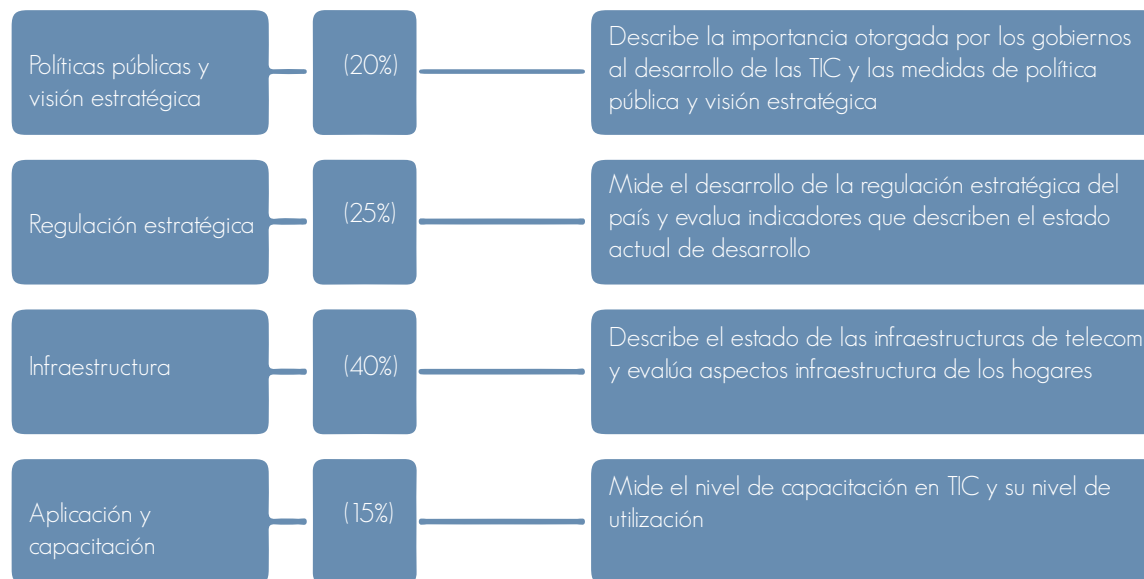 Políticas públicas y
visión estratégica
(20%)
Describe la importancia otorgada por los gobiernos
al desarrollo de las TIC y las medidas de política
pública y visión estratégica
Regulación estratégica
(25%)
Mide el desarrollo de la regulación estratégica del
país y evalua indicadores que describen el estado
actual de desarrollo
Infraestructura
(40%)
Describe el estado de las infraestructuras de telecom
y evalúa aspectos infraestructura de los hogares
Aplicación y
capacitación
(15%)
Mide el nivel de capacitación en TIC y su nivel de
utilización